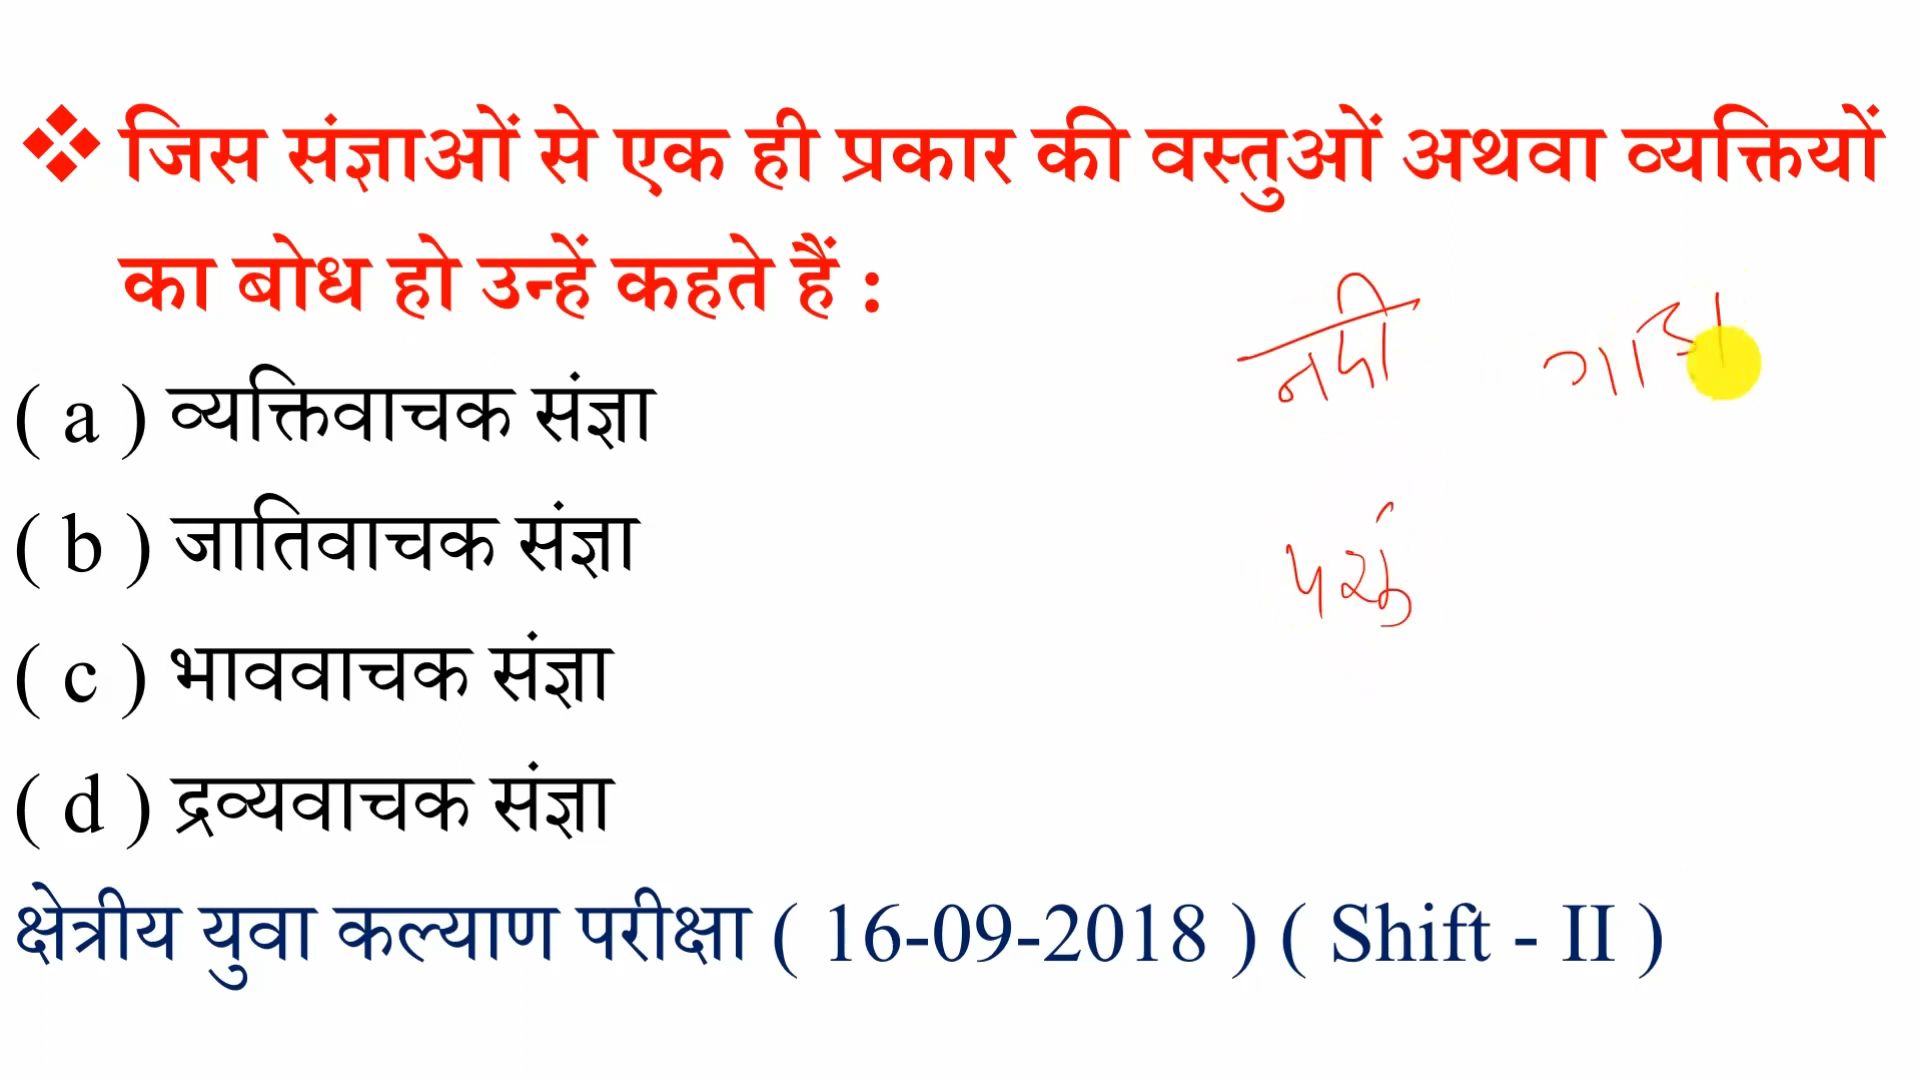 ❖ जिस संज्ञाओं से एक ही प्रकार की वस्तुओं अथवा व्यक्तियों
का बोध हो उन्हें कहते हैं :
नदी
( a ) व्यक्तिवाचक संज्ञा
( b ) जातिवाचक संज्ञा
( c ) भाववाचक संज्ञा
( d ) द्रव्यवाचक संज्ञा
क्षेत्रीय युवा कल्याण परीक्षा ( 16-09-2018 ) ( Shift - II )